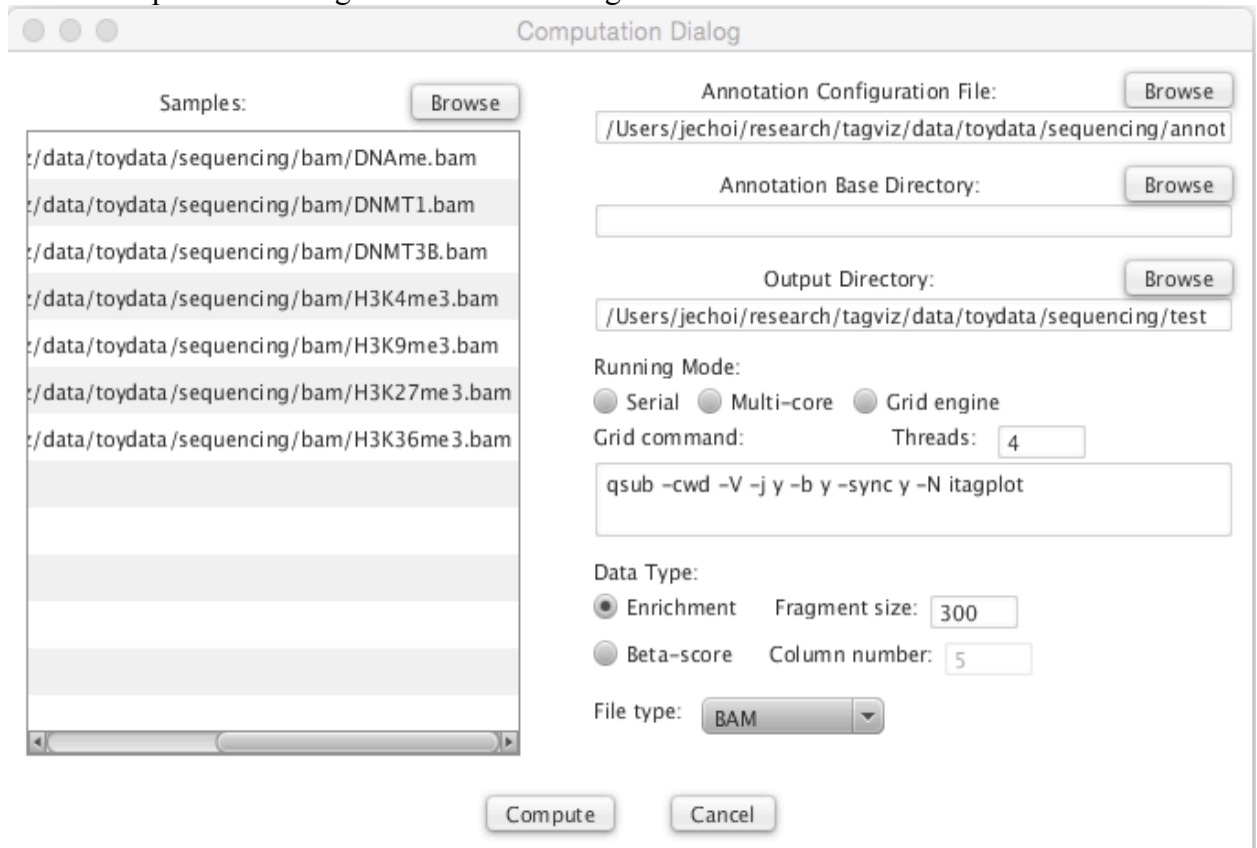 Computation Dialog
Samples:
Browse
z/data/toydata/sequencing/bam/DNAme.bam
z/data/toydata/sequencing/bam/DNMT1.bam
z/data/toydata/sequencing/bam/DNMT3B.bam
z/data/toydata/sequencing/bam/H3K4me3.bam
z/data/toydata/sequencing/bam/H3K9me3.bam
z/data/toydata/sequencing/bam/H3K27me3.bam
z/data/toydata/sequencing/bam/H3K36me3.bam
Annotation Configuration File:
Browse
/Users/jechoi/research/tagviz/data/toydata/sequencing/annot
Annotation Base Directory:
Browse
Output Directory:
Browse
/Users/jechoi/research/tagviz/data/toydata/sequencing/test
Running Mode:
Serial Multi-core Grid engine
Grid command: Threads: 4
qsub -cwd -V -j y -b y -sync y -N itagplot
Data Type:
Enrichment Fragment size: 300
Beta-score Column number: 5
File type: BAM
Compute Cancel